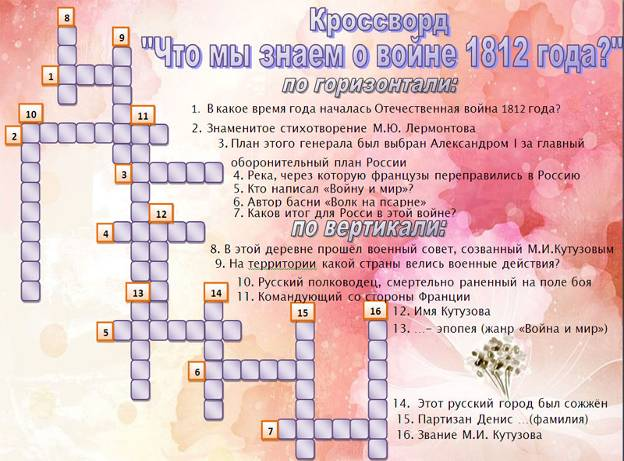 Кроссворд
"Что мы знаем о войне 1812 года?"
по горизонтали:
1. В какое время года началась Отечественная война 1812 года?
2. Знаменитое стихотворение М.Ю. Лермонтова
3. План этого генерала был выбран Александром I за главный
оборонительный план России
4. Река, через которую французы переправились в Россию
5. Кто написал «Войну и мир»?
6. Автор басни «Волк на псарне»
7. Каков итог для Росси в этой войне?
по вертикали:
8. В этой деревне прошёл военный совет, созванный М.И.Кутузовым
9. На территории какой страны велись военные действия?
10. Русский полководец, смертельно раненный на поле боя
11. Командующий со стороны Франции
12. Имя Кутузова
13. ...- эпопея (жанр «Война и мир»)
14. Этот русский город был сожжён
15. Партизан Денис ...(фамилия)
16. Звание М.И. Кутузова
8
9
1
10
11
2
3
12
4
13
14
15
16
5
6
7